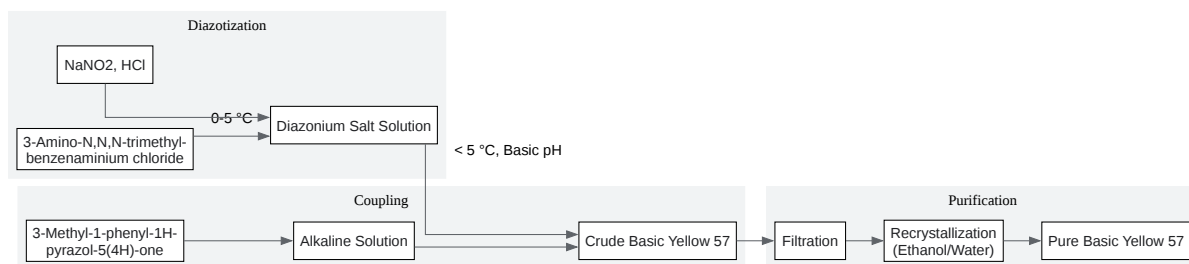 Diazotization
NaNO2, HCl
0-5 °C
Diazonium Salt Solution
3-Amino-N,N,N-trimethyl-
benzenaminium chloride
< 5 °C, Basic pH
Coupling
3-Methyl-1-phenyl-1H-
pyrazol-5(4H)-one
Alkaline Solution
Crude Basic Yellow 57
Purification
Filtration
Recrystallization
(Ethanol/Water)
Pure Basic Yellow 57